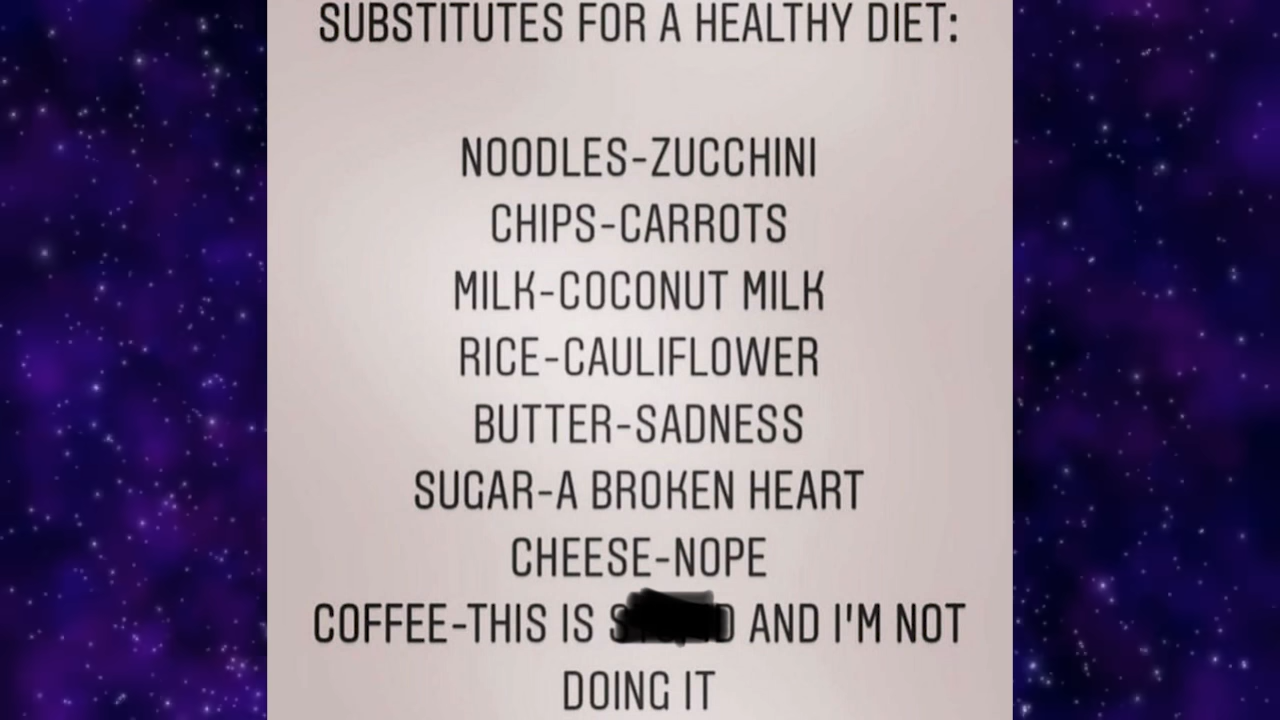 SUBSTITUTES FOR A HEALTHY DIET:
NOODLES-ZUCCHINI
CHIPS-CARROTS
MILK-COCONUT MILK
RICE-CAULIFLOWER
BUTTER-SADNESS
SUGAR-A BROKEN HEART
CHEESE-NOPE
COFFEE-THIS IS AND I'M NOT
DOING IT